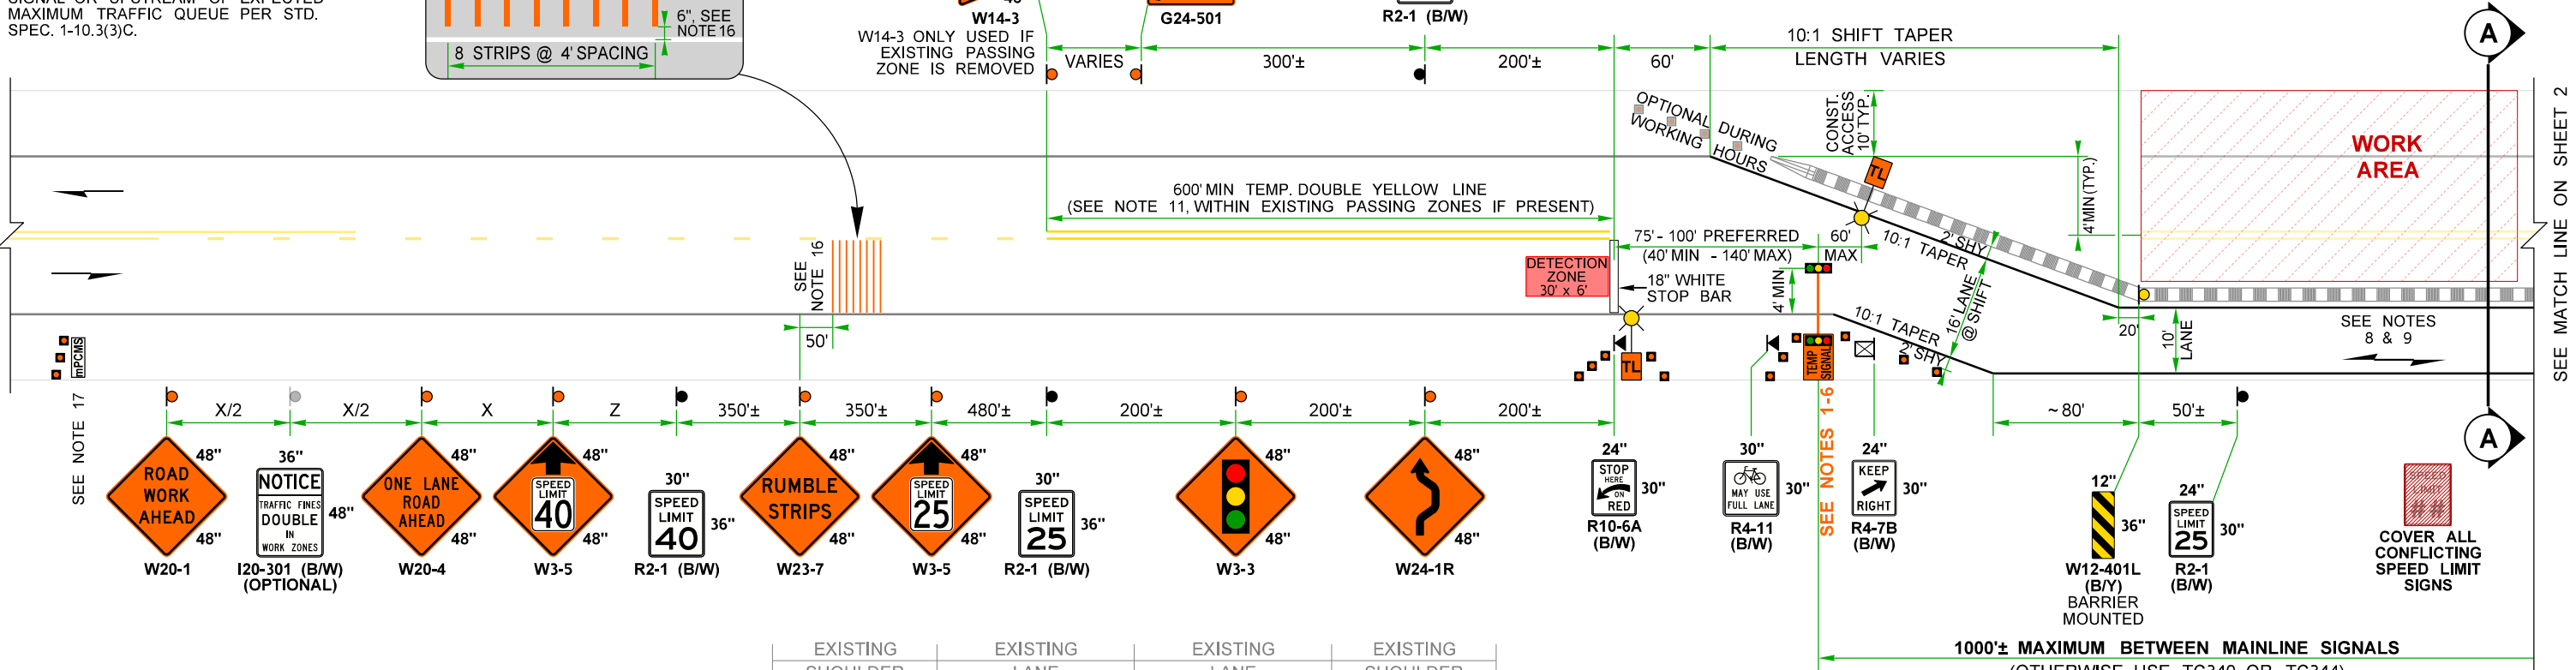 SIGNAL OR UPSTREAM OF EXPECTED
MAXIMUM TRAFFIC QUEUE PER STD.
SPEC. 1-10.3(3)C.
6", SEE
NOTE 16
8 STRIPS @ 4' SPACING
W14-3
W14-3 ONLY USED IF
EXISTING PASSING
ZONE IS REMOVED
G24-501
R2-1 (B/W)
VARIES
300'±
200'±
60'
10:1 SHIFT TAPER
LENGTH VARIES
A
OPTIONAL DURING
WORKING HOURS
CONST.
ACCESS
10' TYP.
TL
4' MIN (TYP.)
WORK
AREA
SEE MATCH LINE ON SHEET 2
600' MIN TEMP. DOUBLE YELLOW LINE
(SEE NOTE 11, WITHIN EXISTING PASSING ZONES IF PRESENT)
SEE
NOTE 16
50'
DETECTION
ZONE
30' x 6'
18" WHITE
STOP BAR
75' - 100' PREFERRED
(40' MIN - 140' MAX)
60'
MAX
4' MIN
10:1 TAPER
2' SHY
10:1 TAPER
2' SHY
16' LANE
@ SHIFT
20'
10'
LANE
SEE NOTES
8 & 9
TL
TEMP
SIGNAL
mPCMS
SEE NOTE 17
X/2
X/2
X
Z
350'±
350'±
480'±
200'±
200'±
200'±
~80'
50'±
A
ROAD
WORK
AHEAD
48"
48"
W20-1
36"
NOTICE
TRAFFIC FINES
DOUBLE
IN
WORK ZONES
48"
I20-301 (B/W)
(OPTIONAL)
ONE LANE
ROAD
AHEAD
48"
48"
W20-4
SPEED
LIMIT
40
48"
48"
W3-5
30"
SPEED
LIMIT
40
36"
R2-1 (B/W)
RUMBLE
STRIPS
48"
48"
W23-7
SPEED
LIMIT
25
48"
48"
W3-5
30"
SPEED
LIMIT
25
36"
R2-1 (B/W)
48"
48"
W3-3
48"
48"
W24-1R
24"
STOP
HERE
ON
RED
30"
R10-6A
(B/W)
30"
MAY USE
FULL LANE
30"
R4-11
(B/W)
SEE NOTES 1-6
24"
KEEP
RIGHT
30"
R4-7B
(B/W)
12"
36"
W12-401L
(B/Y)
BARRIER
MOUNTED
24"
SPEED
LIMIT
25
30"
R2-1
(B/W)
SPEED
LIMIT
##
COVER ALL
CONFLICTING
SPEED LIMIT
SIGNS
1000'± MAXIMUM BETWEEN MAINLINE SIGNALS
(OTHERWISE USE TC340 OR TC344)
EXISTING
SHOULDER
EXISTING
LANE
EXISTING
LANE
EXISTING
SHOULDER